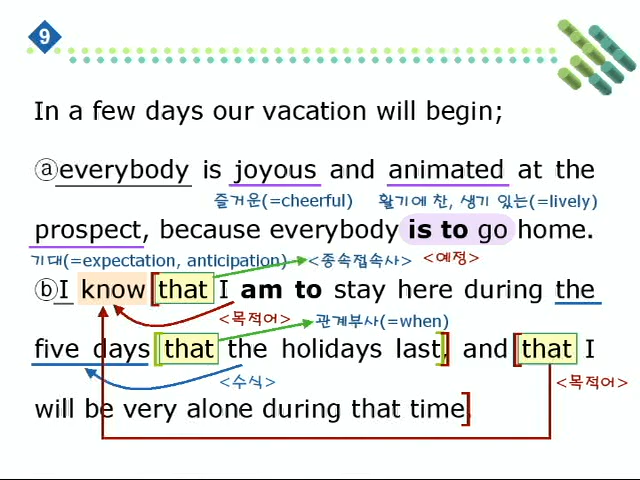 9
In a few days our vacation will begin;
ⓐeverybody is joyous and animated at the
즐거운(=cheerful) 활기에 찬, 생기 있는(=lively)
prospect, because everybody is to go home.
기대(=expectation, anticipation) <종속접속사> <예정>
ⓑI know [that I am to stay here during the
<목적어> 관계부사(=when)
five days [that the holidays last], and [that I
<수식> <목적어>
will be very alone during that time.]